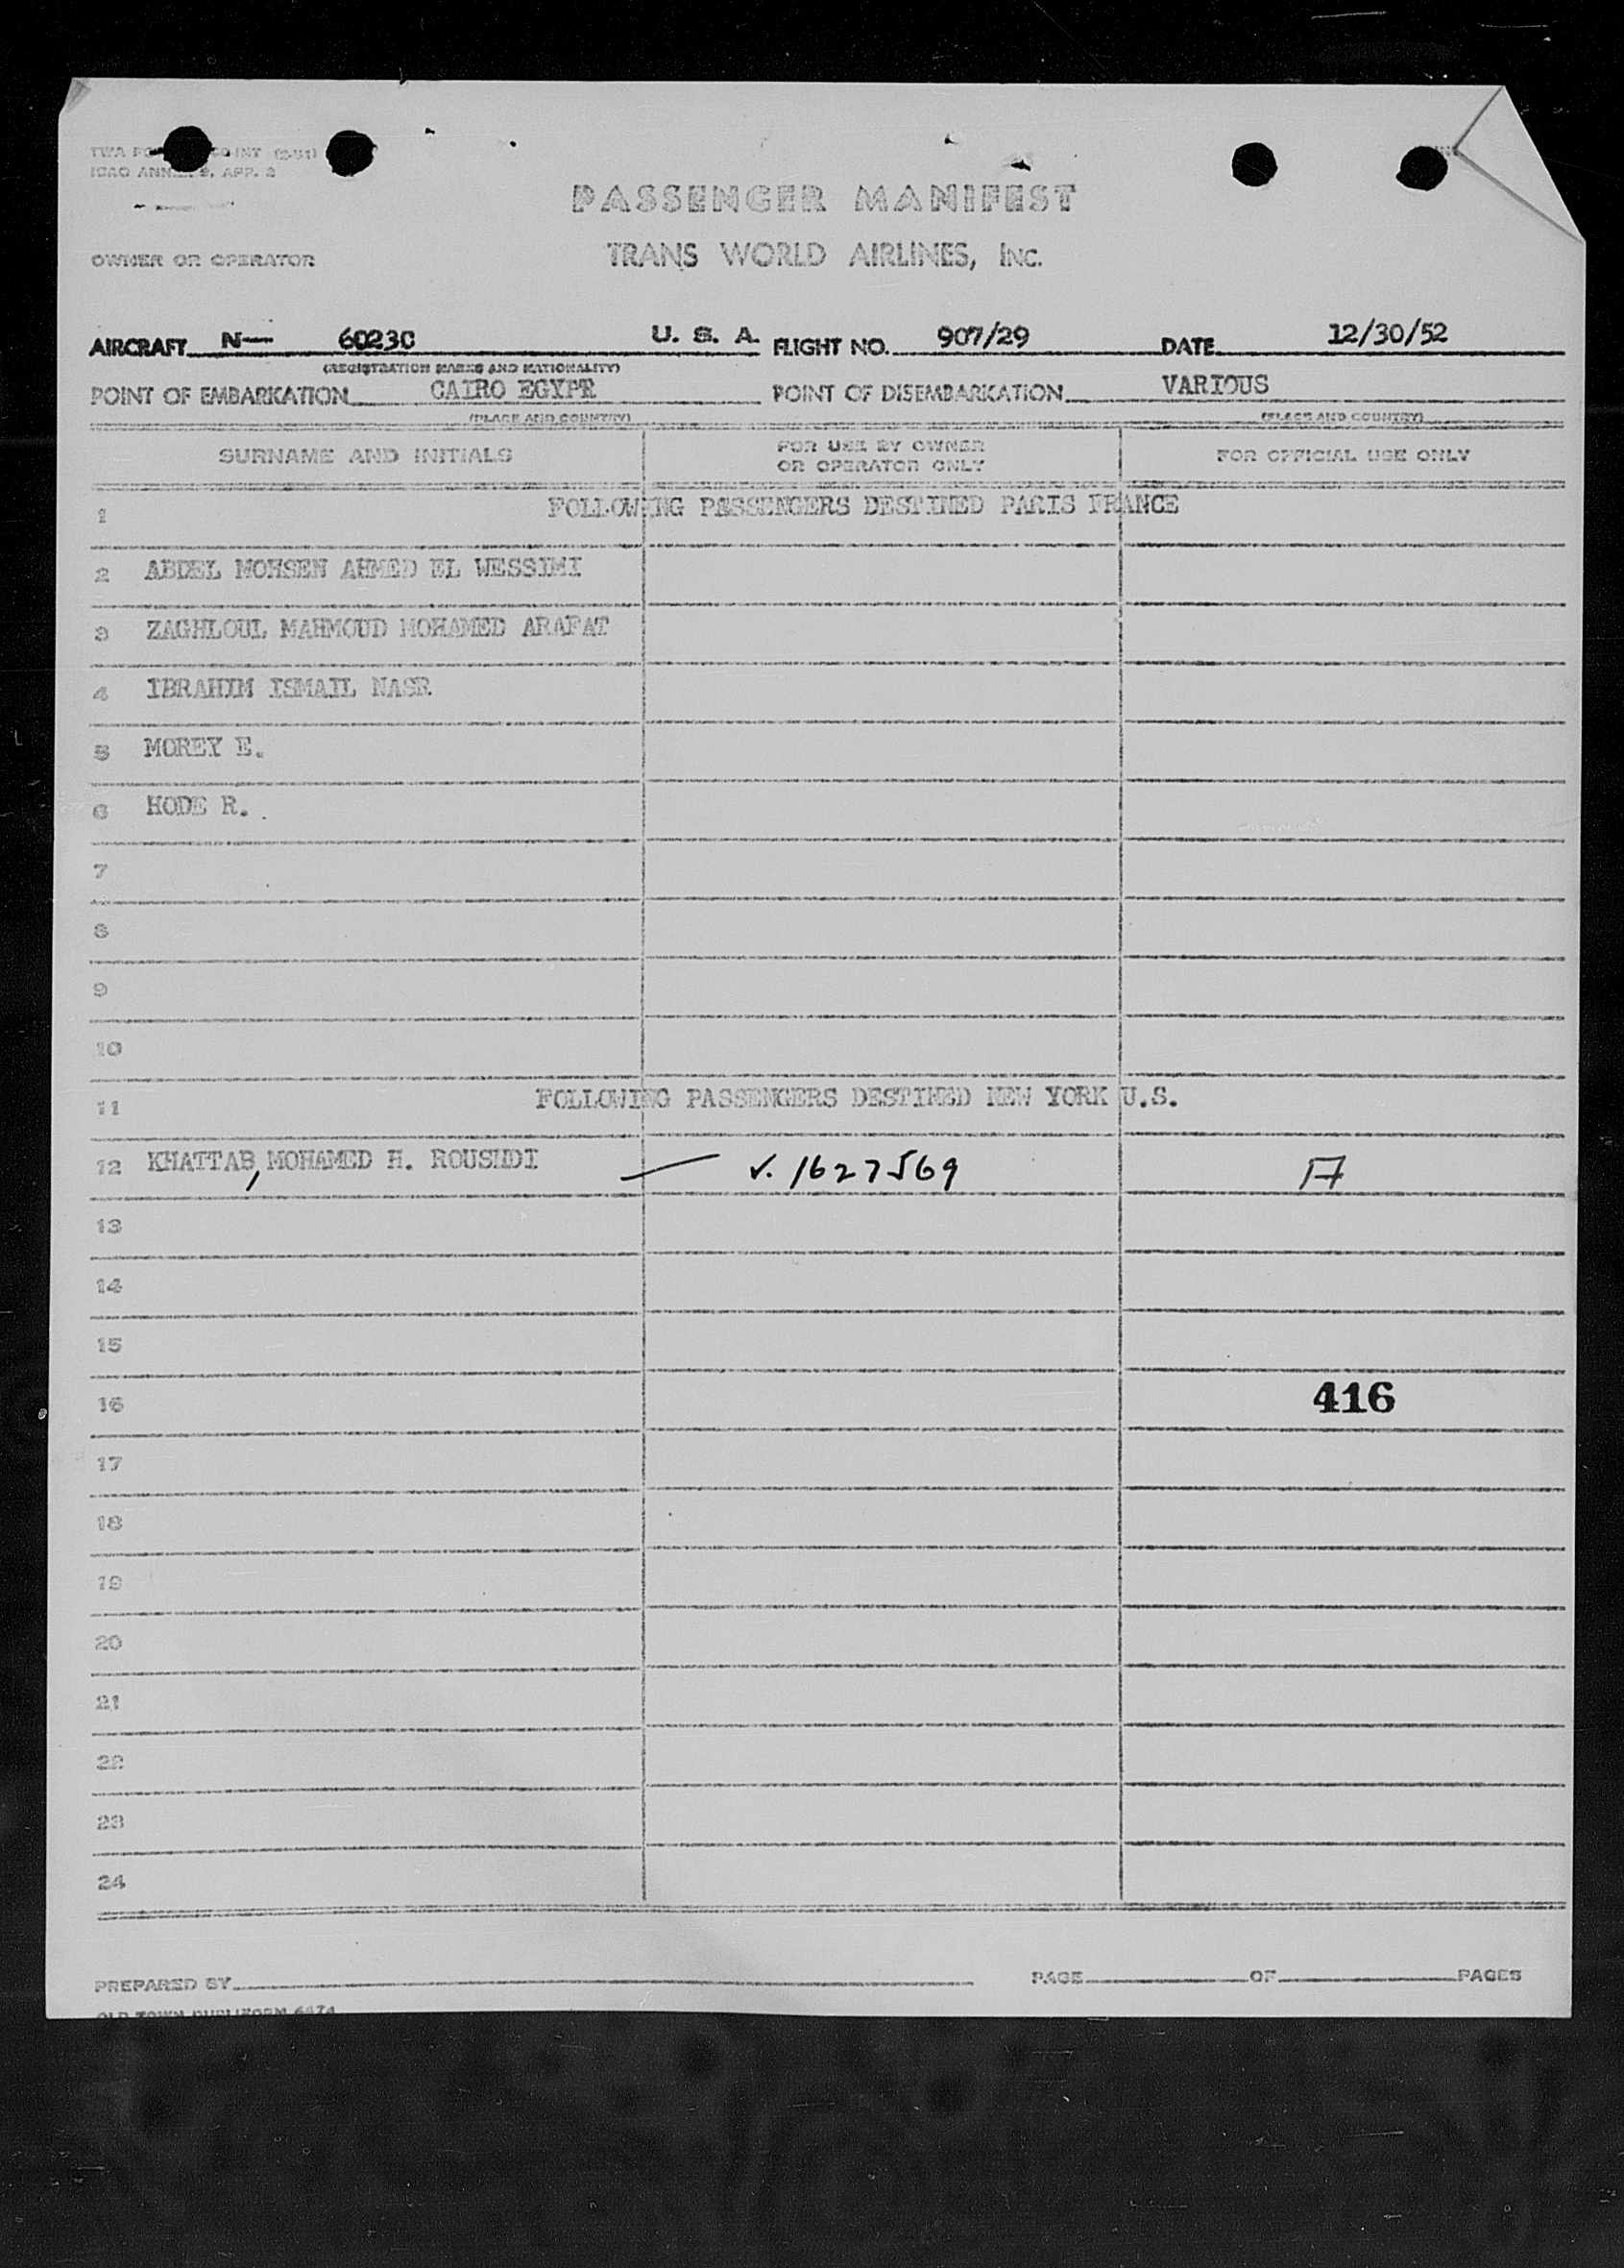 TWA FO
ICAO ANN 9, APP. 2
PASSENGER MANIFEST
OWNER OR OPERATOR TRANS WORLD AIRLINES, INC.
AIRCRAFT N— 6023C U. S. A. FLIGHT NO. 907/29 DATE 12/30/52
(REGISTRATION MARKS AND NATIONALITY)
POINT OF EMBARKATION CAIRO EGYPT POINT OF DISEMBARKATION VARIOUS
(PLACE AND COUNTRY) (PLACE AND COUNTRY)
SURNAME AND INITIALS FOR USE BY OWNER OR OPERATOR ONLY FOR OFFICIAL USE ONLY
1 FOLLOWING PASSENGERS DESTINED PARIS FRANCE
2 ABDEL MOHSEN AHMED EL WESSIMI
3 ZAGHLOUL MAHMOUD MOHAMED ARAFAT
4 IBRAHIM ISMAIL NASR
5 MOREY E.
6 HODE R.
7
8
9
10
11 FOLLOWING PASSENGERS DESTINED NEW YORK U.S.
12 KHATTAB, MOHAMED H. ROUSHDI — V. 1627569 A
13
14
15
16 416
17
18
19
20
21
22
23
24
PREPARED BY PAGE OF PAGES
OLD TOWN DUPLIFORM 6474